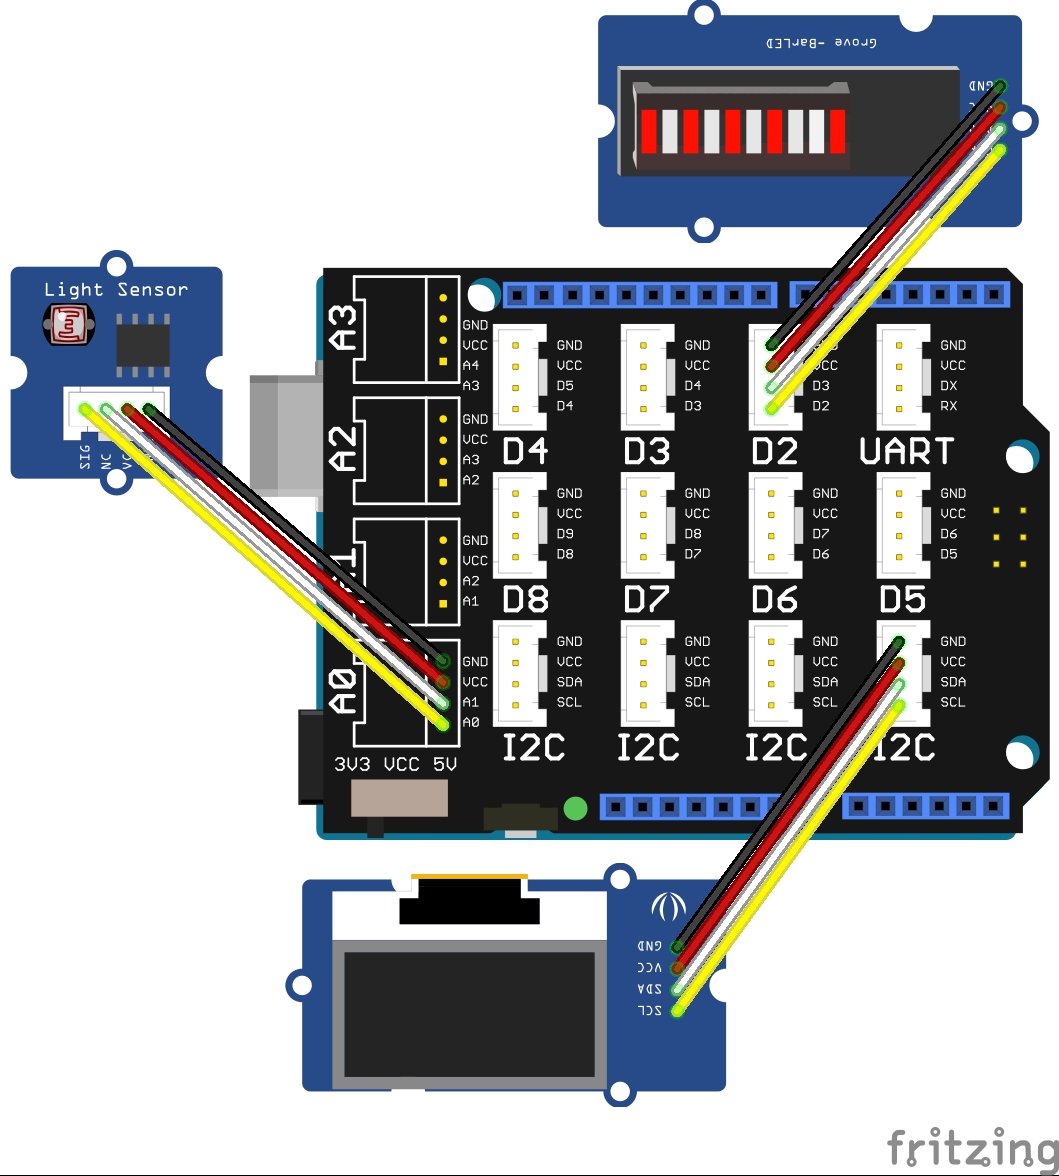 Grove-BarLED
GND
Light Sensor
SIG
NC
A3
GND
VCC
A4
A3
A2
GND
VCC
A3
A2
GND
VCC
A2
A1
A0
GND
VCC
A1
A0
GND
VCC
D5
D4
D4
GND
VCC
D4
D3
D3
VCC
D3
D2
D2
GND
VCC
DX
RX
UART
GND
VCC
D9
D8
D8
GND
VCC
D8
D7
D7
GND
VCC
D7
D6
D6
GND
VCC
D6
D5
D5
GND
VCC
SDA
SCL
I2C
GND
VCC
SDA
SCL
I2C
GND
VCC
SDA
SCL
I2C
GND
VCC
SDA
SCL
I2C
3V3 VCC 5V
GND
VCC
SDA
SCL
fritzing